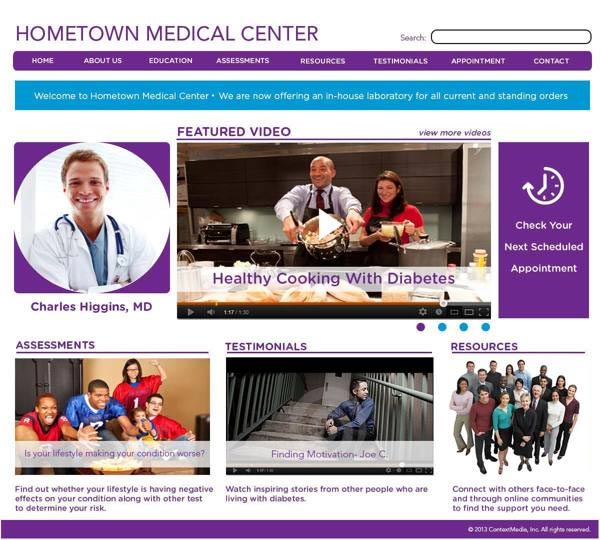 HOMETOWN MEDICAL CENTER
Search:
HOME ABOUT US EDUCATION ASSESSMENTS RESOURCES TESTIMONIALS APPOINTMENT CONTACT
Welcome to Hometown Medical Center • We are now offering an in-house laboratory for all current and standing orders
FEATURED VIDEO
view more videos
Charles Higgins, MD
Healthy Cooking With Diabetes
1:17 / 1:30
Check Your
Next Scheduled
Appointment
ASSESSMENTS
Is your lifestyle making your condition worse?
Find out whether your lifestyle is having negative
effects on your condition along with other test
to determine your risk.
TESTIMONIALS
Finding Motivation- Joe C.
1:17 / 1:30
Watch inspiring stories from other people who are
living with diabetes.
RESOURCES
Connect with others face-to-face
and through online communities
to find the support you need.
© 2013 ContextMedia, Inc. All rights reserved.